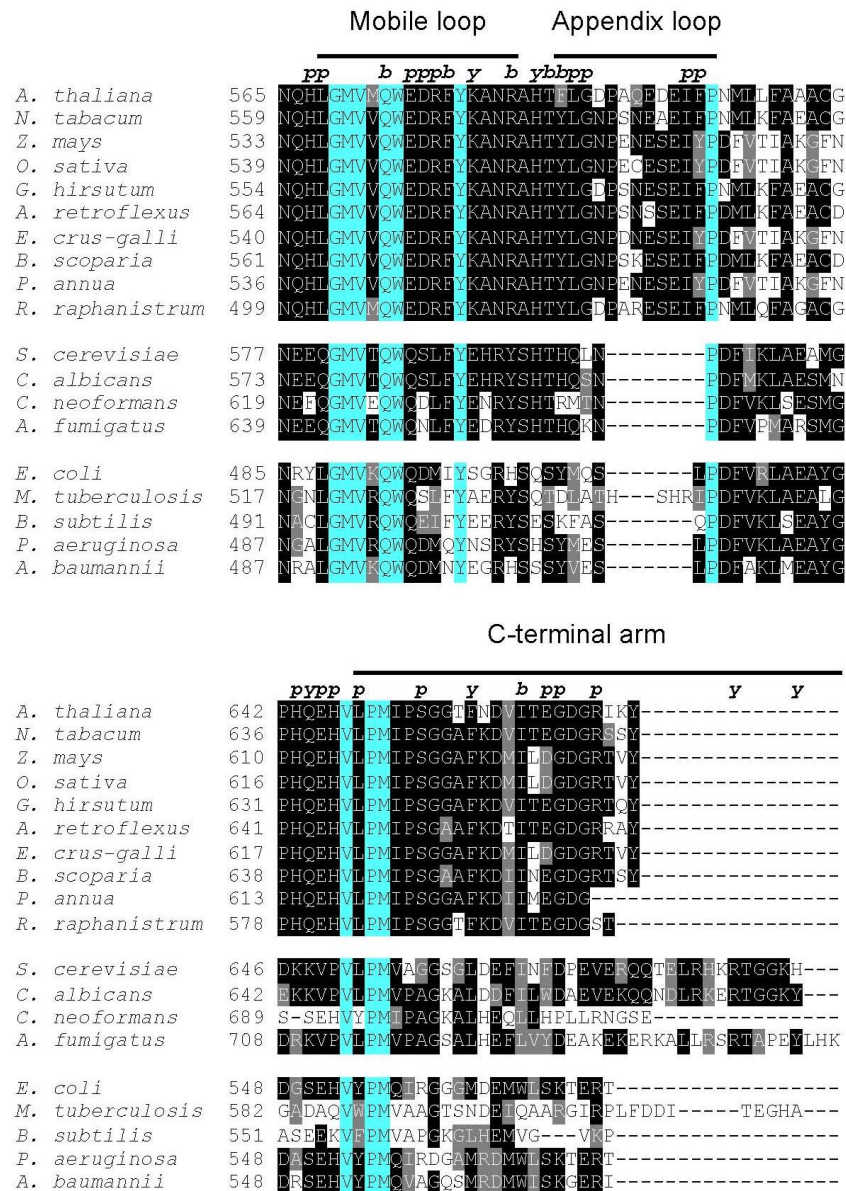 Mobile loop Appendix loop
pp b pppb y b ybbpp pp
A. thaliana 565 NQHLGMVMQWEDRFYKANRAHTFLGDPAQEDEIFPNMLLFAAACG
N. tabacum 559 NQHLGMVVQWEDRFYKANRAHTYLGNPSNEAEIFPNMLKFAEACG
Z. mays 533 NQHLGMVVQWEDRFYKANRAHTYLGNPENESEIYPDFVTIAKGFN
O. sativa 539 NQHLGMVVQWEDRFYKANRAHTYLGNPECESEIYPDFVTIAKGFN
G. hirsutum 554 NQHLGMVVQWEDRFYKANRAHTYLGDPSNESEIFPNMLKFAEACG
A. retroflexus 564 NQHLGMVVQWEDRFYKANRAHTYLGNPSNSSEIFPDMLKFAEACD
E. crus-galli 540 NQHLGMVVQWEDRFYKANRAHTYLGNPDNESEIYPDFVTIAKGFN
B. scoparia 561 NQHLGMVVQWEDRFYKANRAHTYLGNPSKESEIFPDMLKFAEACD
P. annua 536 NQHLGMVVQWEDRFYKANRAHTYLGNPENESEIYPDFVTIAKGFN
R. raphanistrum 499 NQHLGMVMQWEDRFYKANRAHTYLGDPARESEIFPNMLQFAGACG
S. cerevisiae 577 NEEQGMVTQWQSLFYEHRYSHTHQLN--------PDFIKLAEAMG
C. albicans 573 NEEQGMVTQWQSLFYEHRYSHTHQSN--------PDFMKLAESMN
C. neoformans 619 NEFQGMVEQWQDLFYENRYSHTRMTN--------PDFVKLSESMG
A. fumigatus 639 NEEQGMVTQWQNLFYEDRYSHTHQKN--------PDFVPMARSMG
E. coli 485 NRYLGMVKQWQDMIYSGRHSQSYMQS-------LPDFVRLAEAYG
M. tuberculosis 517 NGNLGMVRQWQSLFYAERYSQTDLATH---SHRIPDFVKLAEALG
B. subtilis 491 NACLGMVRQWQEIFYEERYSESKFAS-------QPDFVKLSEAYG
P. aeruginosa 487 NGALGMVRQWQDMQYNSRYSHSYMES-------LPDFVKLAEAYG
A. baumannii 487 NRALGMVKQWQDMNYEGRHSSSYVES-------LPDFAKLMEAYG
C-terminal arm
pypp p p y b pp p y y
A. thaliana 642 PHQEHVLPMIPSGGTFNDVITEGDGRIKY----------------
N. tabacum 636 PHQEHVLPMIPSGGAFKDVITEGDGRSSY----------------
Z. mays 610 PHQEHVLPMIPSGGAFKDMILDGDGRTVY----------------
O. sativa 616 PHQEHVLPMIPSGGAFKDMILDGDGRTVY----------------
G. hirsutum 631 PHQEHVLPMIPSGGAFKDVITEGDGRTQY----------------
A. retroflexus 641 PHQEHVLPMIPSGAAFKDTITEGDGRRAY----------------
E. crus-galli 617 PHQEHVLPMIPSGGAFKDMILDGDGRTVY----------------
B. scoparia 638 PHQEHVLPMIPSGAAFKDIINEGDGRTSY----------------
P. annua 613 PHQEHVLPMIPSGGAFKDIIMEGDG--------------------
R. raphanistrum 578 PHQEHVLPMIPSGGTFKDVITEGDGST------------------
S. cerevisiae 646 DKKVPVLPMVAGGSGLDEFINFDPEVERQQTELRHKRTGGKH---
C. albicans 642 EKKVPVLPMVPAGKALDDFILWDAEVEKQQNDLRKERTGGKY---
C. neoformans 689 S-SEHVYPMIPAGKALHEQLLHPLLRNGSE---------------
A. fumigatus 708 DRKVPVLPMVPAGSALHEFLVYDEAKEKERKALLRSRTAPEYLHK
E. coli 548 DGSEHVYPMQIRGGGMDEMWLSKTERT------------------
M. tuberculosis 582 GADAQVWPMVAAGTSNDEIQAARGIRPLFDDI-----TEGHA---
B. subtilis 551 ASEEKVFPMVAPGKGLHEMVG---VKP------------------
P. aeruginosa 548 DASEHVYPMQIRDGAMRDMWLSKTERT------------------
A. baumannii 548 DRSEHVYPMQVAGQSMRDMWISKGERI------------------